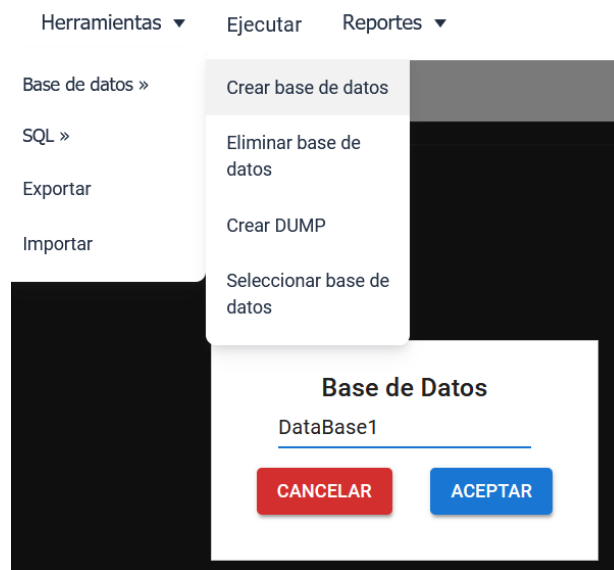 Herramientas ▼ Ejecutar Reportes ▼
Base de datos »
SQL »
Exportar
Importar
Crear base de datos
Eliminar base de
datos
Crear DUMP
Seleccionar base de
datos
Base de Datos
DataBase1
CANCELAR ACEPTAR